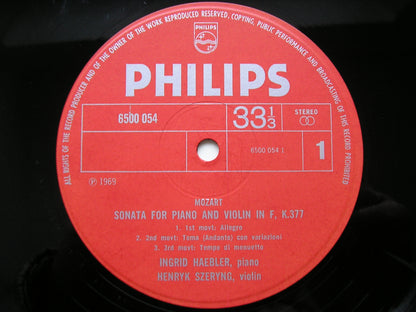 ALL RIGHTS OF THE RECORD PRODUCER AND OF THE OWNER OF THE WORK REPRODUCED RESERVED, COPYING, PUBLIC PERFORMANCE AND BROADCASTING OF THIS RECORD PROHIBITED
PHILIPS
PHILIPS
6500 054
33 1/3
STEREO
6500 054 1
1
℗ 1969
MOZART
SONATA FOR PIANO AND VIOLIN IN F, K.377
1. 1st movt: Allegro
2. 2nd movt: Tema (Andante) con variazioni
3. 3rd movt: Tempo di menuetto
INGRID HAEBLER, piano
HENRYK SZERYNG, violin